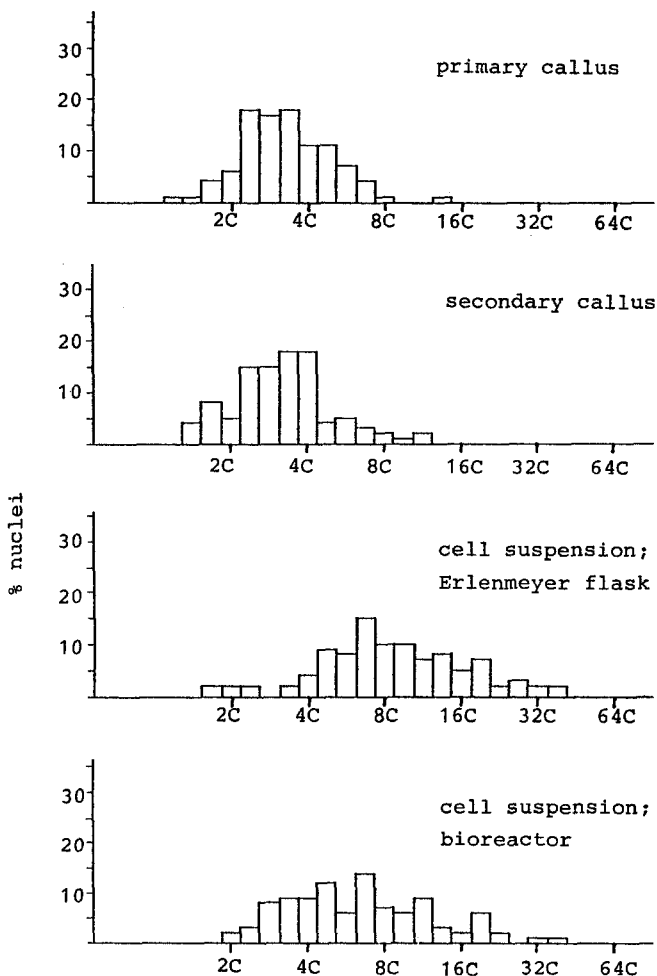 30
primary callus
20
10
2C 4C 8C 16C 32C 64C
30
secondary callus
20
10
2C 4C 8C 16C 32C 64C
% nuclei
30
cell suspension;
Erlenmeyer flask
20
10
2C 4C 8C 16C 32C 64C
30
cell suspension;
bioreactor
20
10
2C 4C 8C 16C 32C 64C